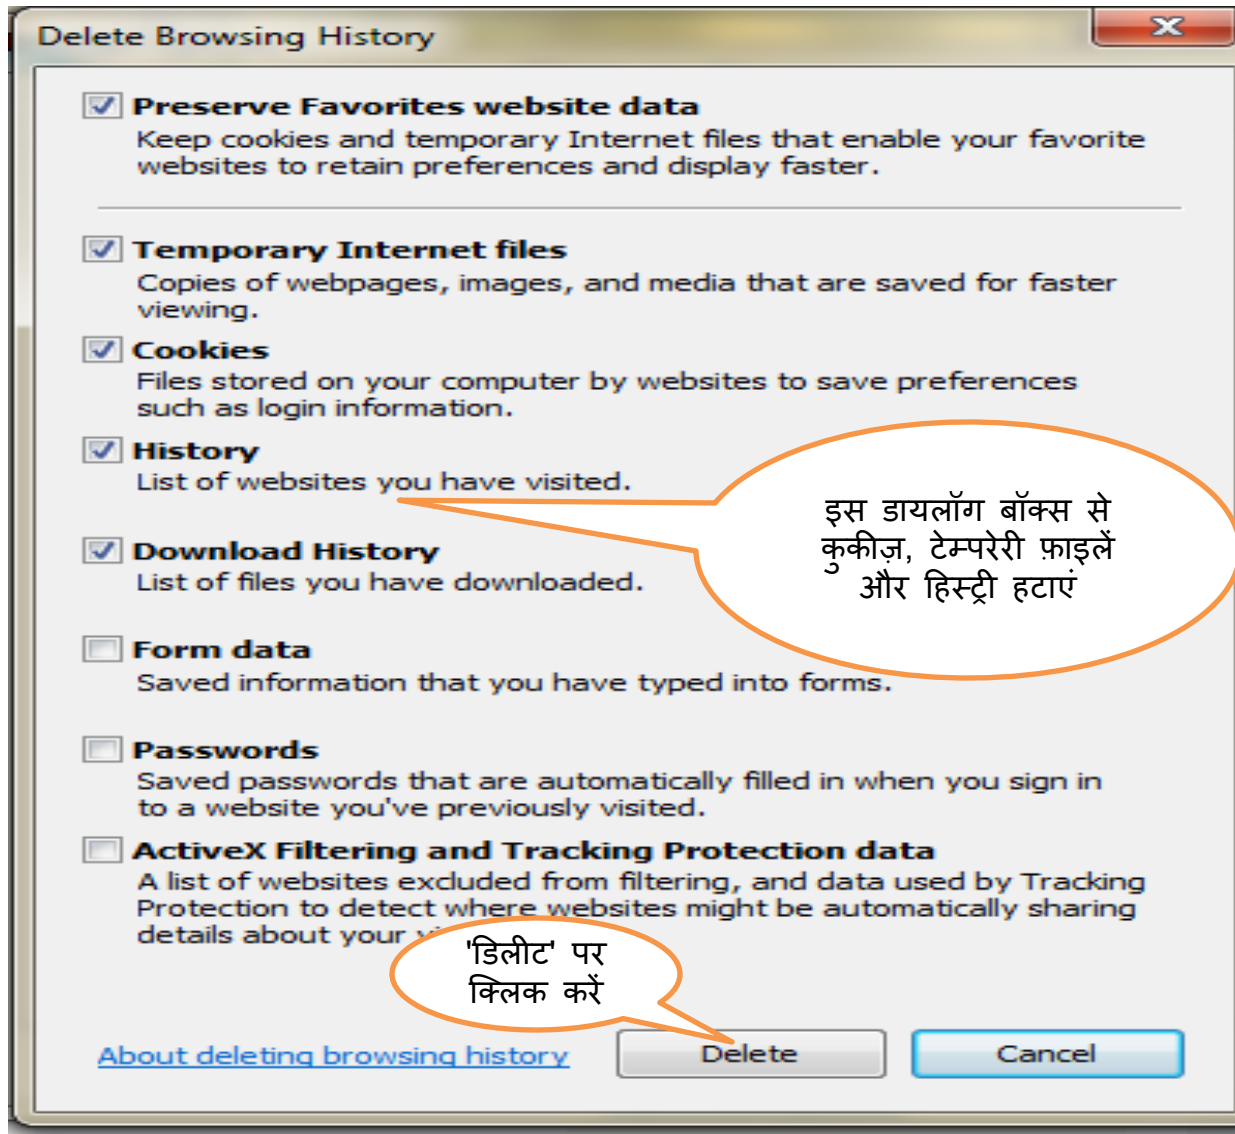 Delete Browsing History
Preserve Favorites website data
Keep cookies and temporary Internet files that enable your favorite
websites to retain preferences and display faster.
Temporary Internet files
Copies of webpages, images, and media that are saved for faster
viewing.
Cookies
Files stored on your computer by websites to save preferences
such as login information.
History
List of websites you have visited.
इस डायलॉग बॉक्स से
कुकीज़, टेम्परेरी फ़ाइलें
और हिस्ट्री हटाएं
Download History
List of files you have downloaded.
Form data
Saved information that you have typed into forms.
Passwords
Saved passwords that are automatically filled in when you sign in
to a website you've previously visited.
ActiveX Filtering and Tracking Protection data
A list of websites excluded from filtering, and data used by Tracking
Protection to detect where websites might be automatically sharing
details about your
'डिलीट' पर
क्लिक करें
About deleting browsing history
Delete
Cancel